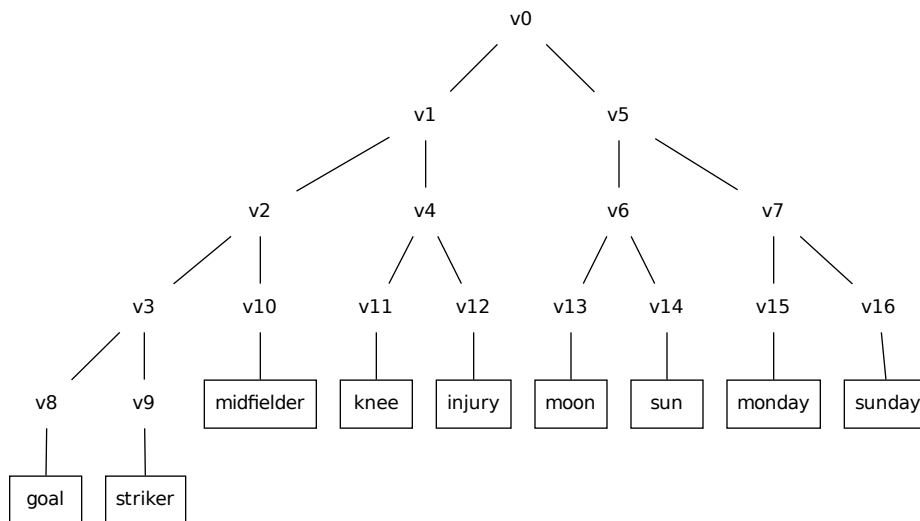 v0
v1 v5
v2 v4 v6 v7
v3 v10 v11 v12 v13 v14 v15 v16
v8 v9 midfielder knee injury moon sun monday sunday
goal striker